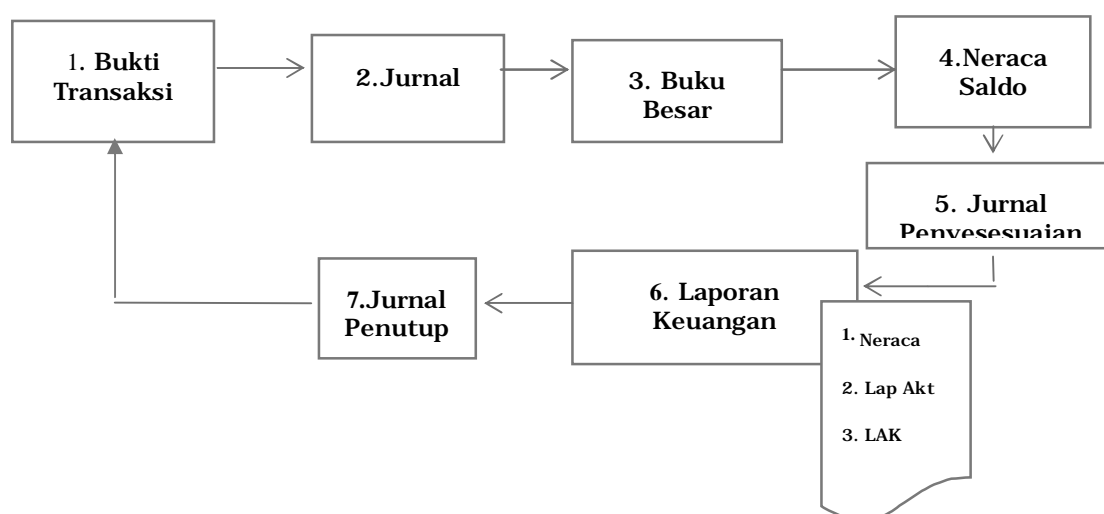 1. Bukti
Transaksi
2.Jurnal
3. Buku
Besar
4.Neraca
Saldo
5. Jurnal
Penyesesuaian
6. Laporan
Keuangan
1. Neraca
2. Lap Akt
3. LAK
7.Jurnal
Penutup